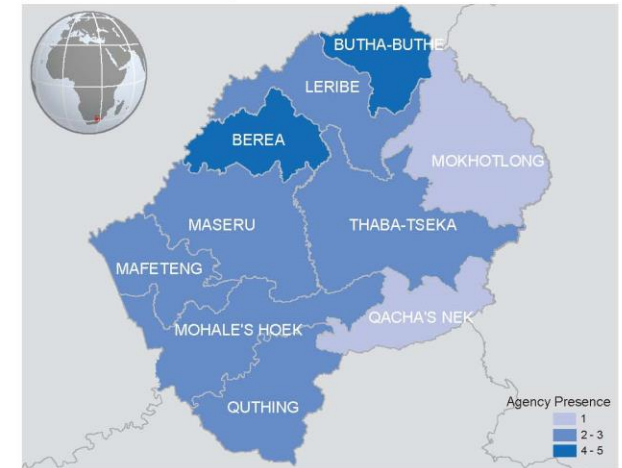 BUTHA-BUTHE
LERIBE
BEREA
MOKHOTLONG
MASERU
THABA-TSEKA
MAFETENG
QACHA'S NEK
MOHALE'S HOEK
QUTHING
Agency Presence
1
2 - 3
4 - 5